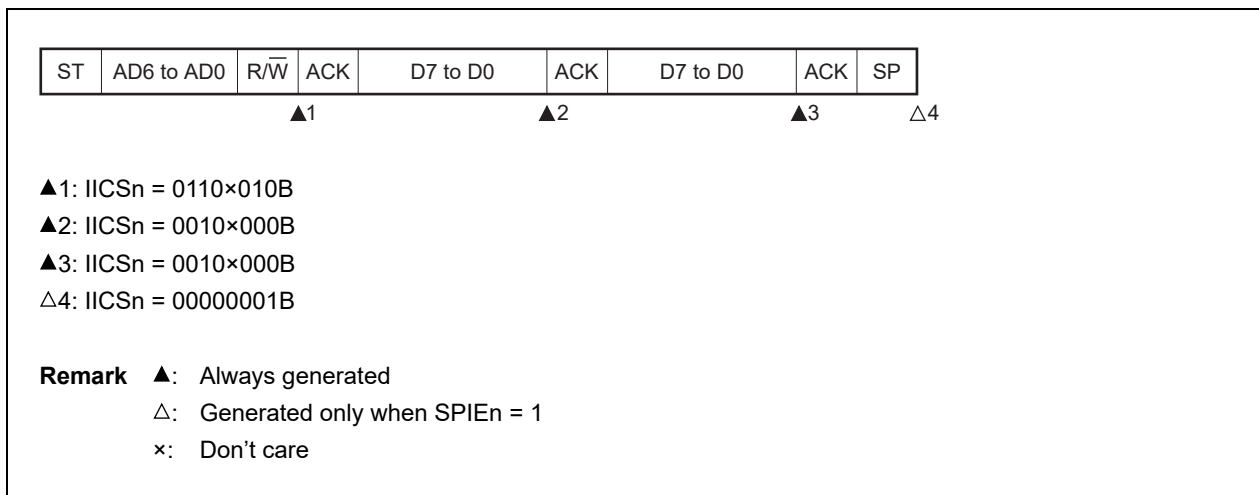 ST AD6 to AD0 R/W̅ ACK D7 to D0 ACK D7 to D0 ACK SP
▲1 ▲2 ▲3 △4
▲1: IICSn = 0110×010B
▲2: IICSn = 0010×000B
▲3: IICSn = 0010×000B
△4: IICSn = 00000001B
Remark ▲: Always generated
△: Generated only when SPIEn = 1
×: Don't care